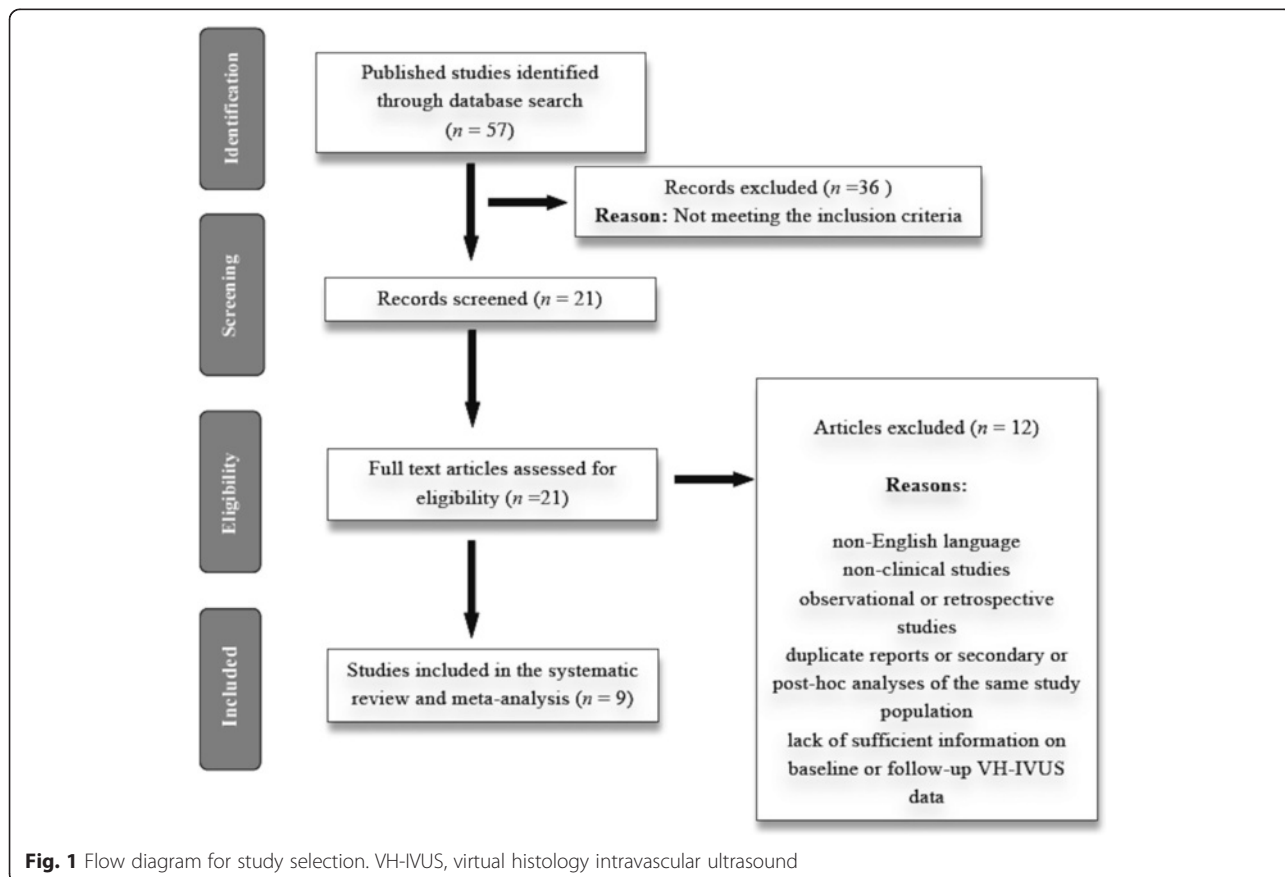 Identification
Published studies identified
through database search
(n = 57)
Records excluded (n =36 )
Reason: Not meeting the inclusion criteria
Screening
Records screened (n = 21)
Eligibility
Full text articles assessed for
eligibility (n =21)
Articles excluded (n = 12)
Reasons:
non-English language
non-clinical studies
observational or retrospective
studies
duplicate reports or secondary or
post-hoc analyses of the same study
population
lack of sufficient information on
baseline or follow-up VH-IVUS
data
Included
Studies included in the systematic
review and meta-analysis (n = 9)
Fig. 1 Flow diagram for study selection. VH-IVUS, virtual histology intravascular ultrasound